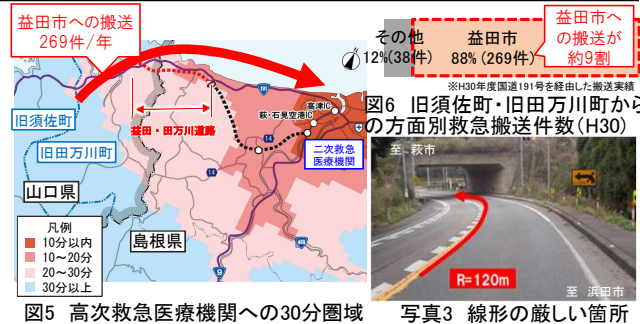 益田市への搬送
269件/年
191
高津IC
萩・石見空港IC
旧須佐町
益田・田万川道路
14
二次救急
医療機関
旧田万川町
14
山口県
島根県
488
凡例
10分以内
10～20分
20～30分
30分以上
9
図5 高次救急医療機関への30分圏域
その他
12%(38件)
益田市
88%(269件)
益田市へ
の搬送が
約9割
※H30年度国道191号を経由した搬送実績
図6 旧須佐町・旧田万川町から
の方面別救急搬送件数(H30)
至 萩市
R=120m
至 浜田市
写真3 線形の厳しい箇所